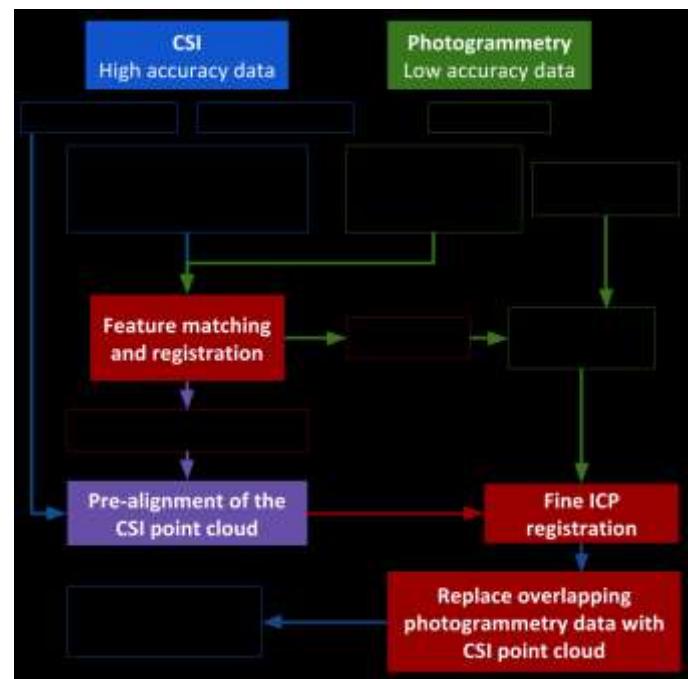 CSI
High accuracy data
Photogrammetry
Low accuracy data
Feature matching
and registration
Pre-alignment of the
CSI point cloud
Fine ICP
registration
Replace overlapping
photogrammetry data with
CSI point cloud